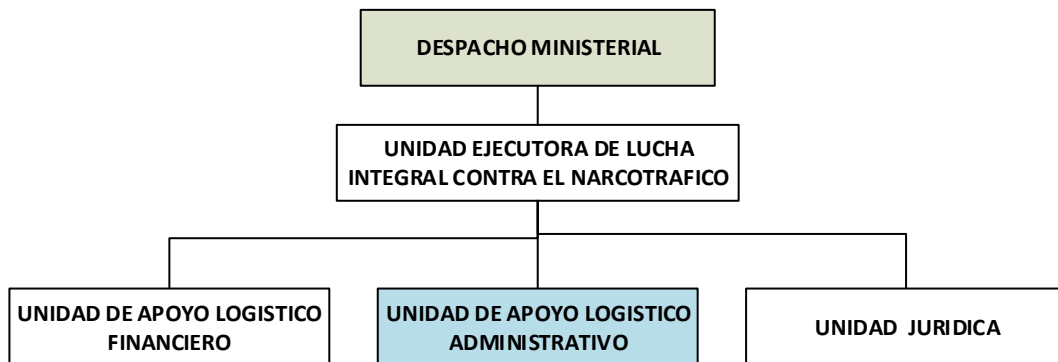 DESPACHO MINISTERIAL
UNIDAD EJECUTORA DE LUCHA
INTEGRAL CONTRA EL NARCOTRAFICO
UNIDAD DE APOYO LOGISTICO
FINANCIERO
UNIDAD DE APOYO LOGISTICO
ADMINISTRATIVO
UNIDAD JURIDICA